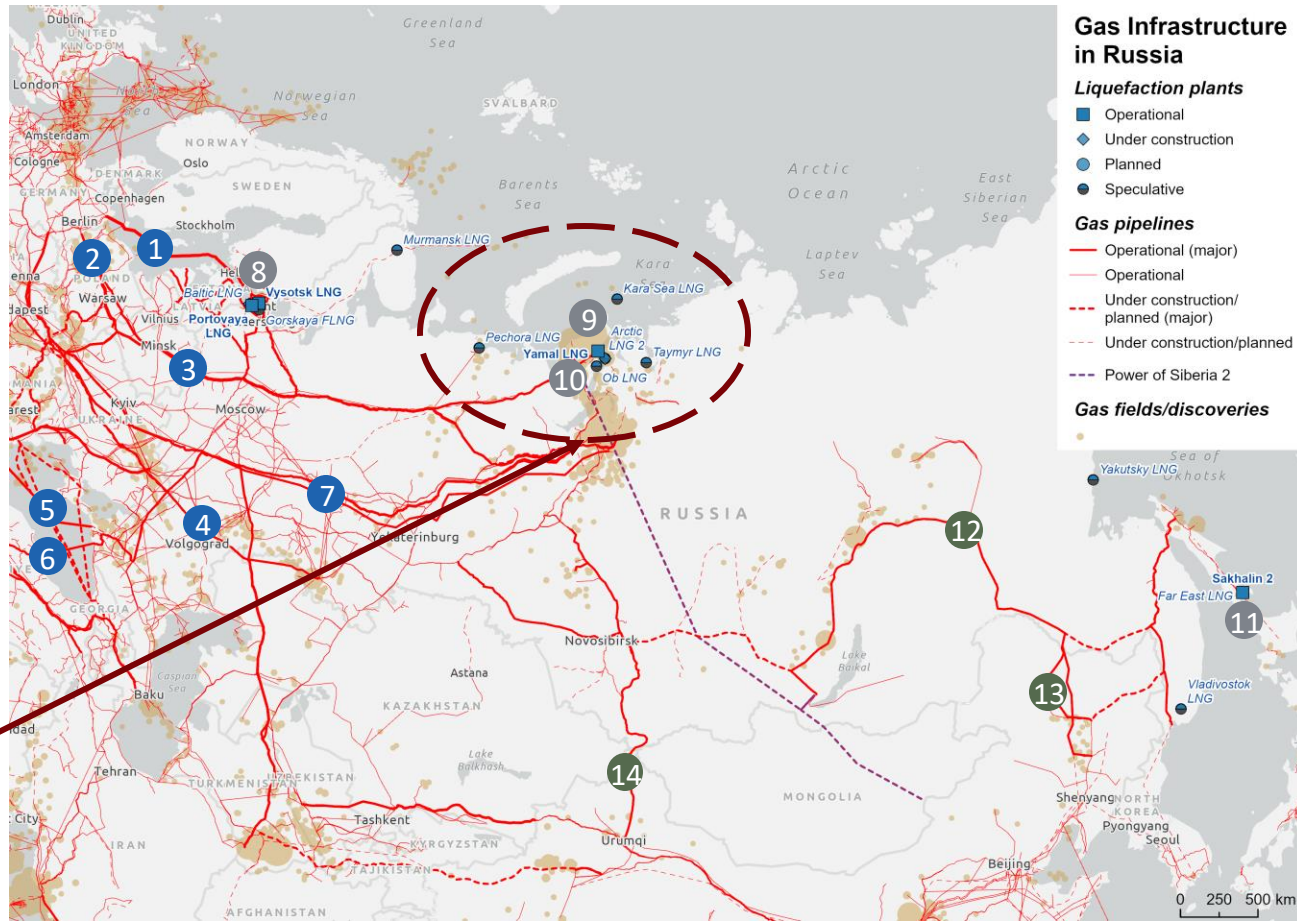 Dublin
UNITED
KINGDOM
London
Amsterdam
Cologne
GERMANY
DENMARK
Copenhagen
Berlin
NORWAY
Oslo
SWEDEN
Stockholm
Greenland
Sea
Norwegian
Sea
SVALBARD
Barents
Sea
Arctic
Ocean
East
Siberian
Sea
Laptev
Sea
Kara
Sea
Murmansk LNG
Kara Sea LNG
1
2
8
9
Baltic LNG
Vysotsk LNG
Portovaya
LNG
Gorskaya FLNG
Warsaw
Vilnius
Minsk
3
Pechora LNG
Yamal LNG
Arctic
LNG 2
Taymyr LNG
Ob LNG
10
Kyiv
UKRAINE
Moscow
7
5
4
6
Volgograd
Yekaterinburg
GEORGIA
RUSSIA
12
Yakutsky LNG
Sea of
Okhotsk
Sakhalin 2
Far East LNG
11
Novosibirsk
Lake
Baikal
Astana
KAZAKHSTAN
13
Vladivostok
LNG
Baku
Caspian
Sea
Lake
Balkhash
14
MONGOLIA
Tehran
TURKMENISTAN
UZBEKISTAN
Tashkent
KYRGYZSTAN
Urumqi
Shenyang
NORTH
KOREA
Pyongyang
Seoul
Beijing
IRAN
TAJIKISTAN
AFGHANISTAN
Gas Infrastructure
in Russia
Liquefaction plants
Operational
Under construction
Planned
Speculative
Gas pipelines
Operational (major)
Operational
Under construction/
planned (major)
Under construction/planned
Power of Siberia 2
Gas fields/discoveries
0 250 500 km